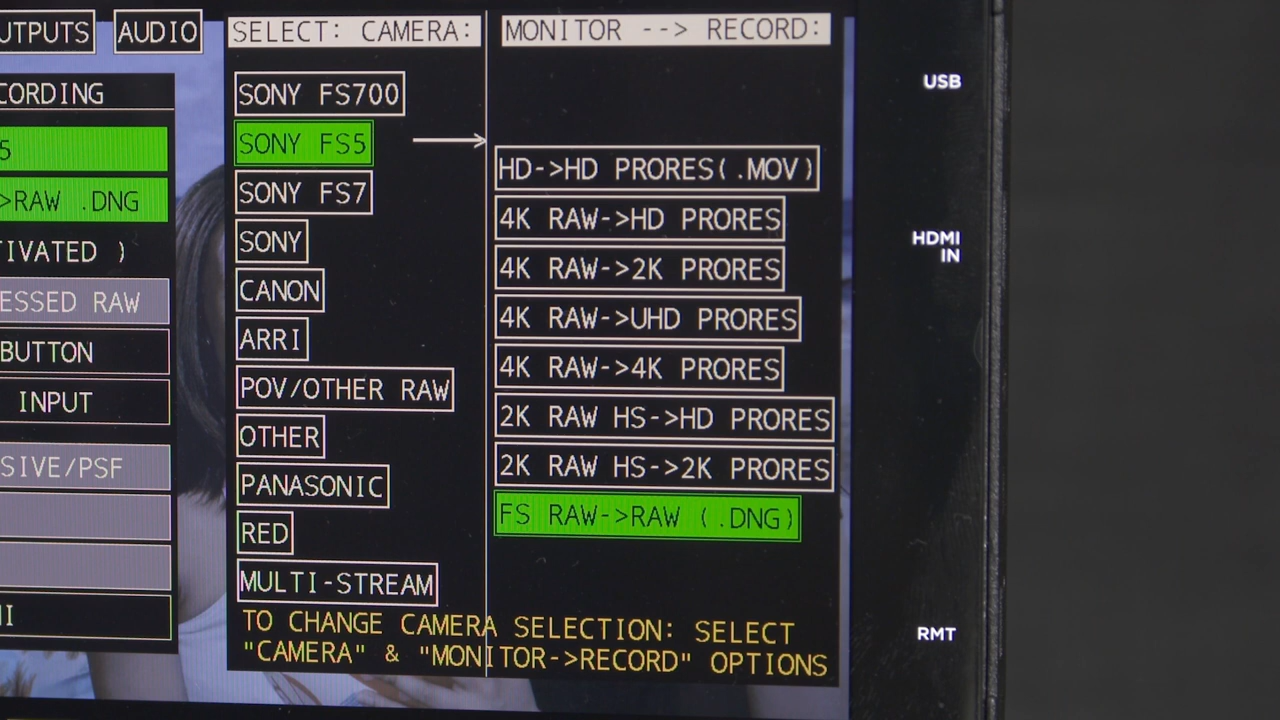 UTPUTS AUDIO
CORDING
5
>RAW .DNG
TIVATED )
ESSED RAW
BUTTON
INPUT
SIVE/PSF
NI
SELECT: CAMERA:
SONY FS700
SONY FS5
SONY FS7
SONY
CANON
ARRI
POV/OTHER RAW
OTHER
PANASONIC
RED
MULTI-STREAM
MONITOR --> RECORD:
HD->HD PRORES(.MOV)
4K RAW->HD PRORES
4K RAW->2K PRORES
4K RAW->UHD PRORES
4K RAW->4K PRORES
2K RAW HS->HD PRORES
2K RAW HS->2K PRORES
FS RAW->RAW (.DNG)
TO CHANGE CAMERA SELECTION: SELECT
"CAMERA" & "MONITOR->RECORD" OPTIONS
USB
HDMI
IN
RMT